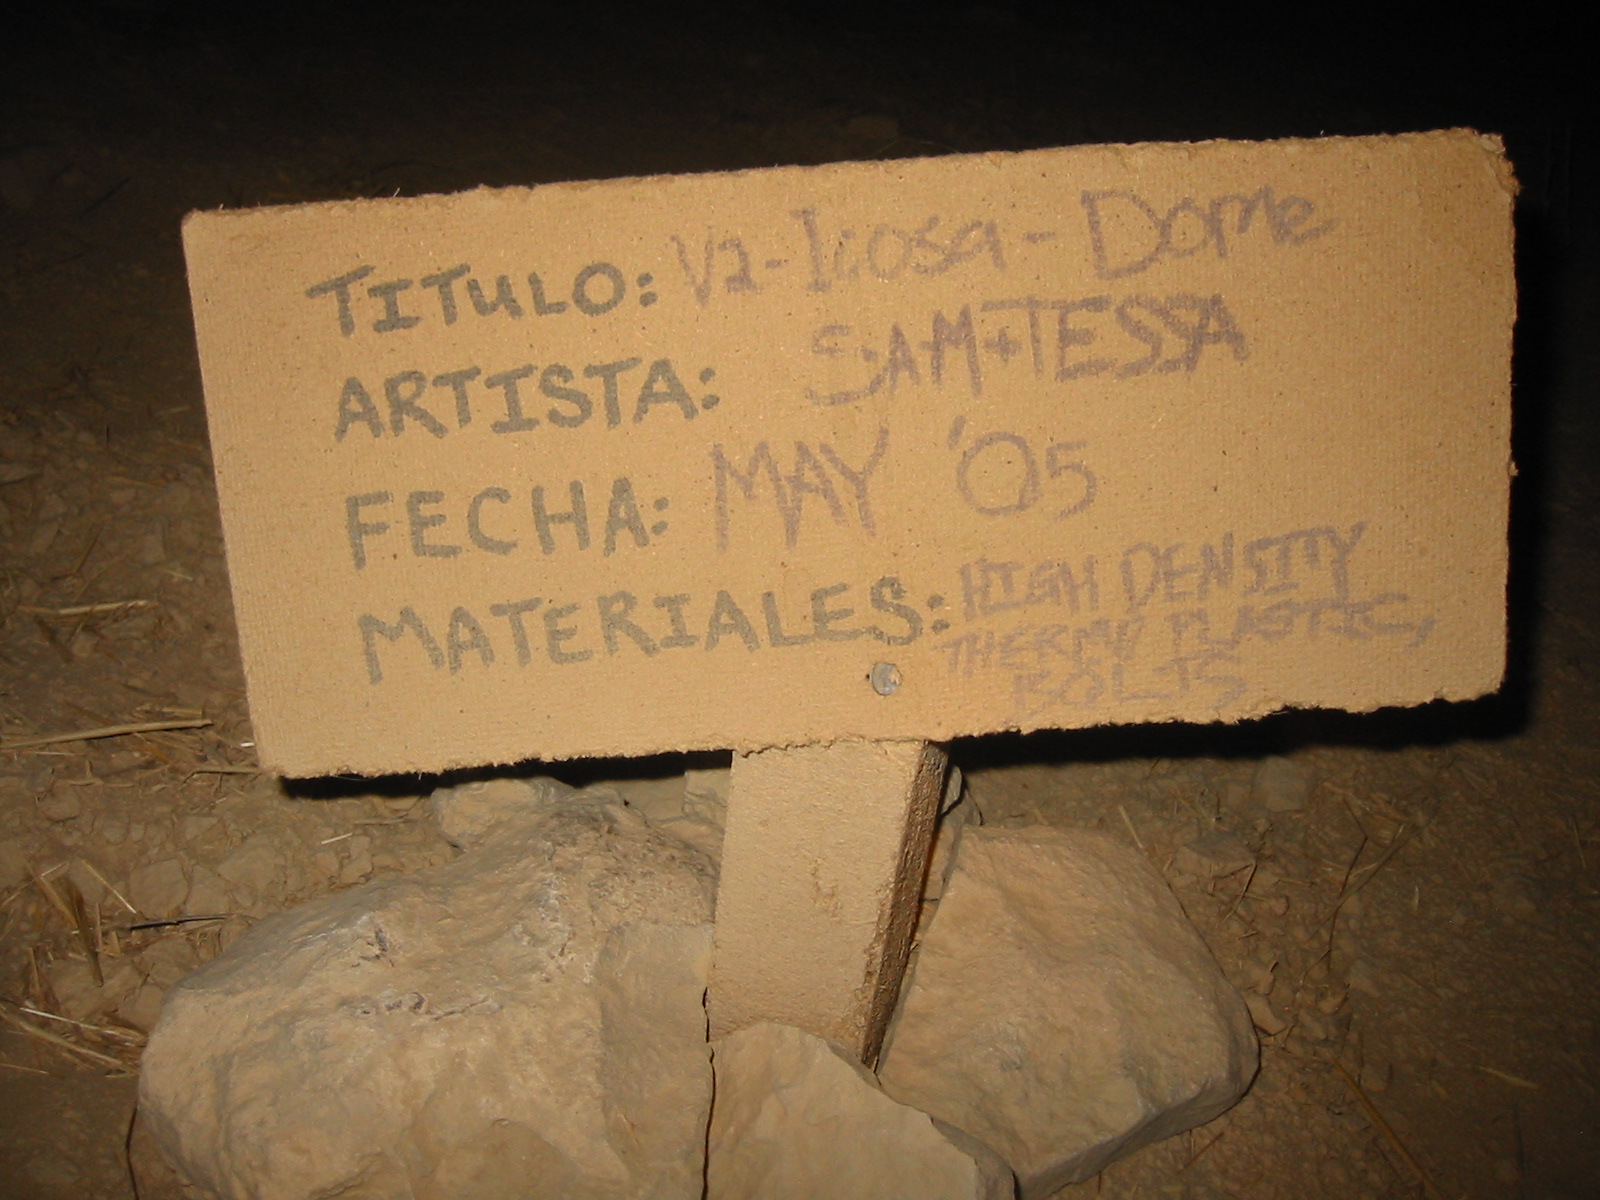 TITULO: V2-Icosa-Dome
ARTISTA: SAM+TESSA
FECHA: MAY '05
MATERIALES: HIGH DENSITY
THERMO PLASTIC,
BOLTS